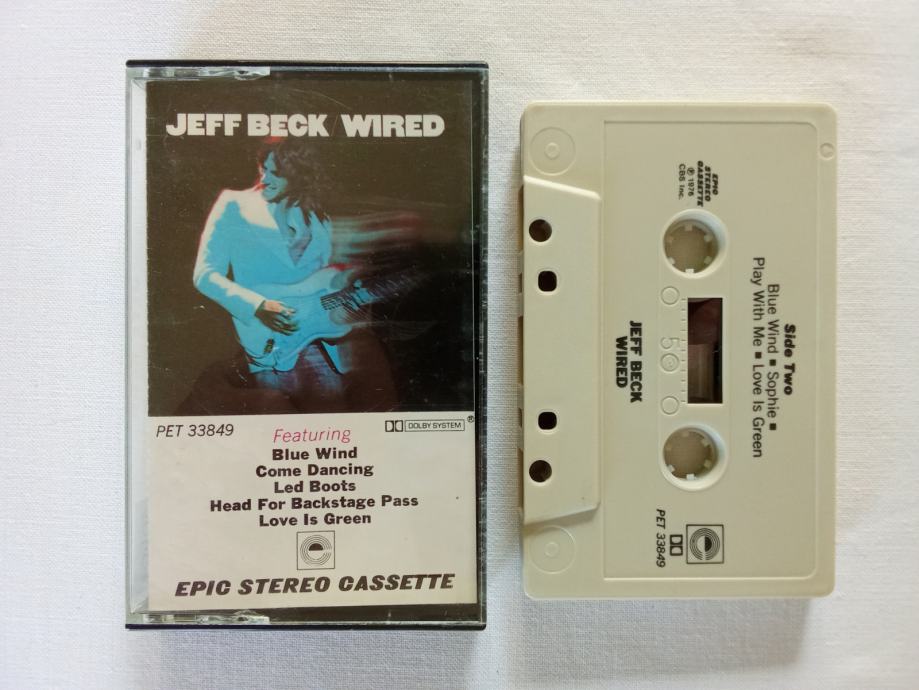 JEFF BECK / WIRED
PET 33849
Featuring
DOLBY SYSTEM ®
Blue Wind
Come Dancing
Led Boots
Head For Backstage Pass
Love Is Green
EPIC STEREO CASSETTE
EPIC
STEREO
CASSETTE
℗ 1976
CBS Inc.
Side Two
Blue Wind ■ Sophie ■
Play With Me ■ Love Is Green
0 50
JEFF BECK
WIRED
PET 33849